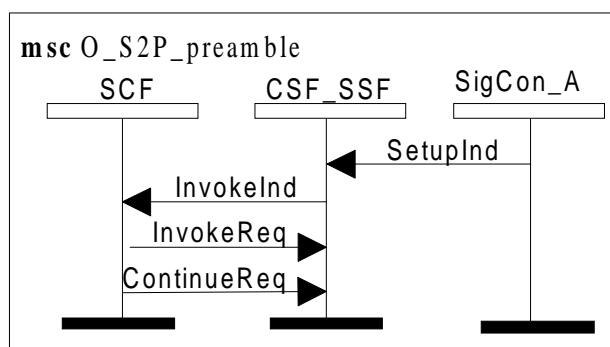 msc O_S2P_preamble
SCF CSF_SSF SigCon_A
SetupInd
InvokeInd
InvokeReq
ContinueReq